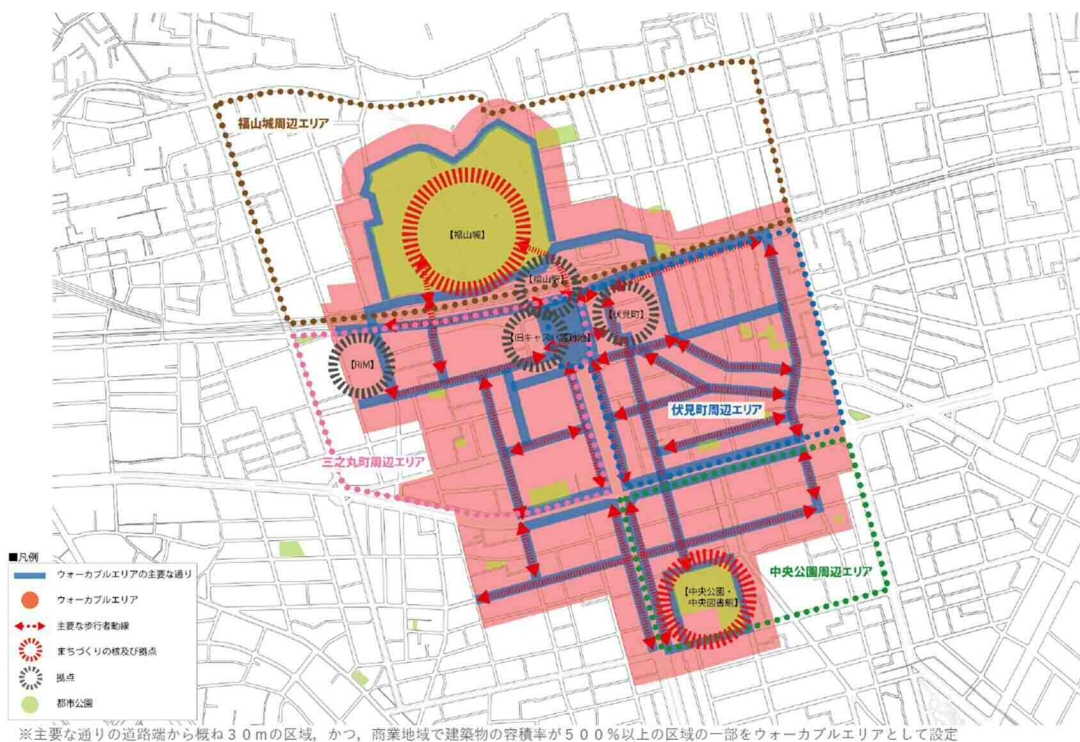 福山城周辺エリア
【福山城】
【福山駅】
【伏見町】
【旧キャスパ跡地】
【RiM】
伏見町周辺エリア
三之丸町周辺エリア
中央公園周辺エリア
【中央公園・
中央図書館】
■凡例
ウォーカブルエリアの主要な通り
ウォーカブルエリア
主要な歩行者動線
まちづくりの核及び拠点
拠点
都市公園
※主要な通りの道路端から概ね３０ｍの区域，かつ，商業地域で建築物の容積率が５００％以上の区域の一部をウォーカブルエリアとして設定